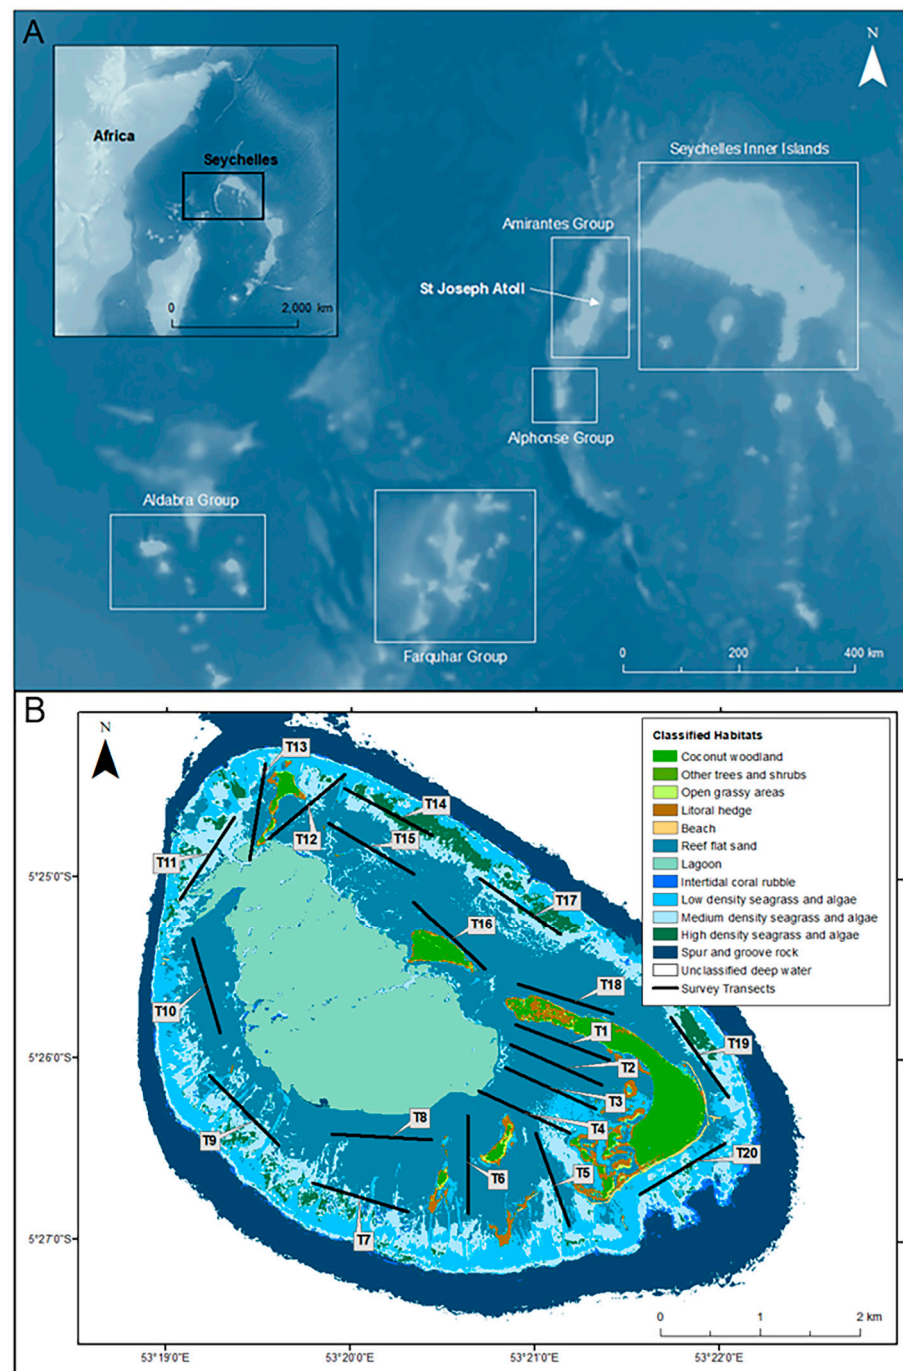 A
N
Africa
Seychelles
0 2,000 km
Seychelles Inner Islands
Amirantes Group
St Joseph Atoll
Alphonse Group
Aldabra Group
Farquhar Group
0 200 400 km
B
N
Classified Habitats
Coconut woodland
Other trees and shrubs
Open grassy areas
Litoral hedge
Beach
Reef flat sand
Lagoon
Intertidal coral rubble
Low density seagrass and algae
Medium density seagrass and algae
High density seagrass and algae
Spur and groove rock
Unclassified deep water
Survey Transects
T13
T14
T12
T15
T11
5°25'0"S
T17
T16
T18
T10
T1
T19
5°26'0"S
T2
T3
T8
T4
T9
T20
T6
T5
T7
5°27'0"S
0 1 2 km
53°19'0"E 53°20'0"E 53°21'0"E 53°22'0"E